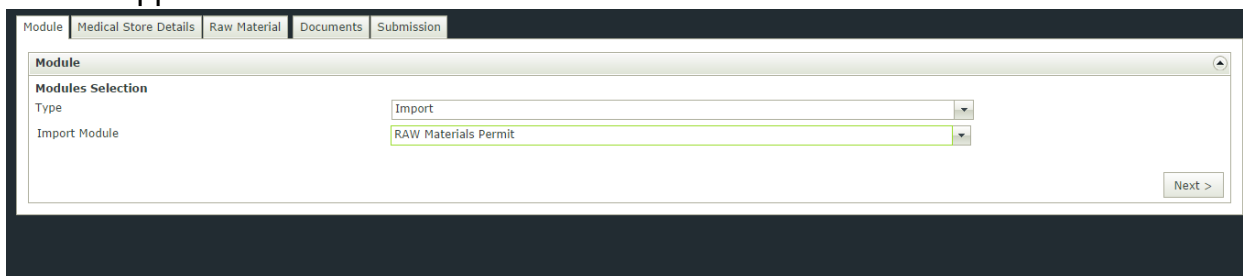 Module Medical Store Details Raw Material Documents Submission
Module
Modules Selection
Type Import
Import Module RAW Materials Permit
Next >